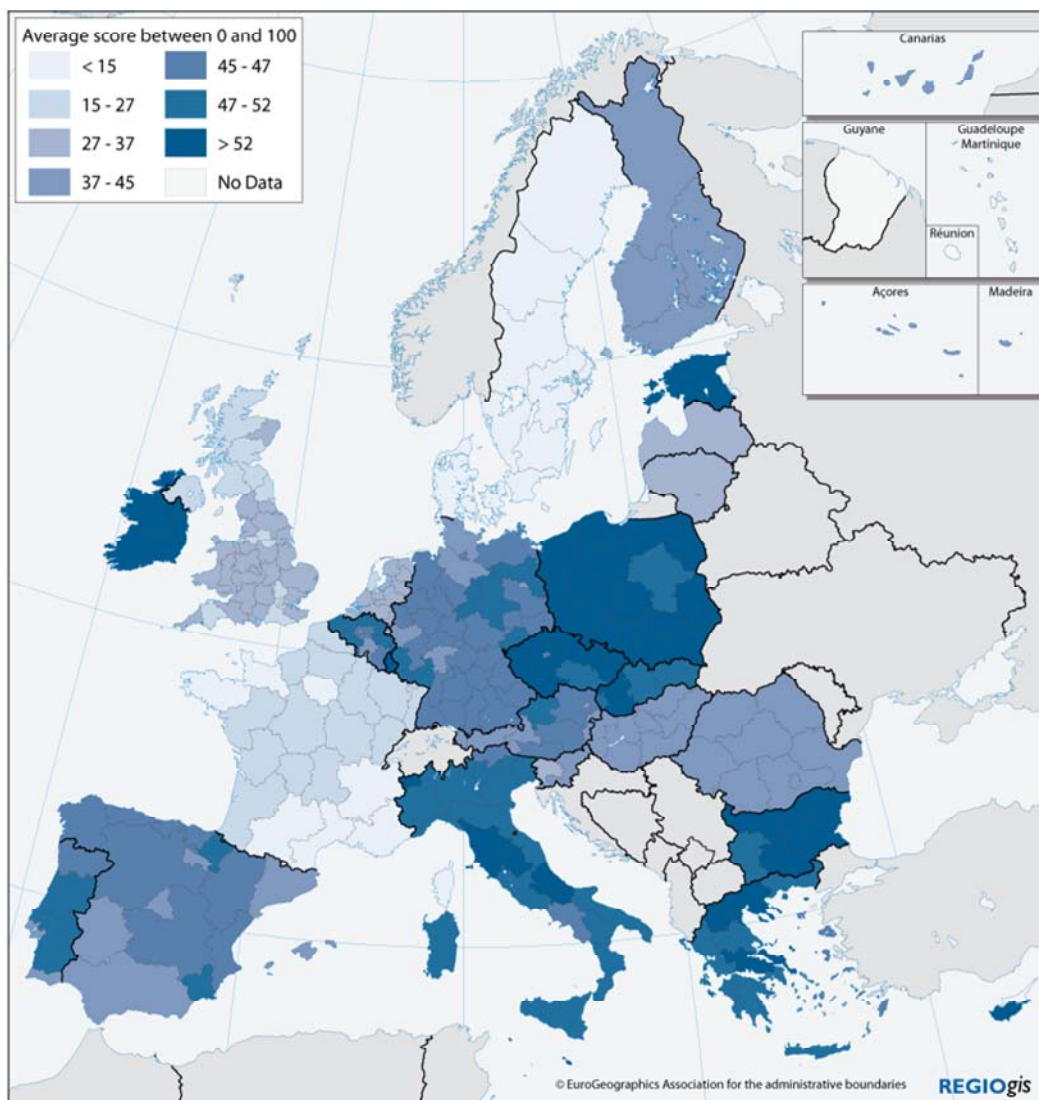 Average score between 0 and 100
< 15
45 - 47
15 - 27
47 - 52
27 - 37
> 52
37 - 45
No Data
Canarias
Guyane
Guadeloupe
Martinique
Réunion
Açores
Madeira
© EuroGeographics Association for the administrative boundaries
REGIOgis